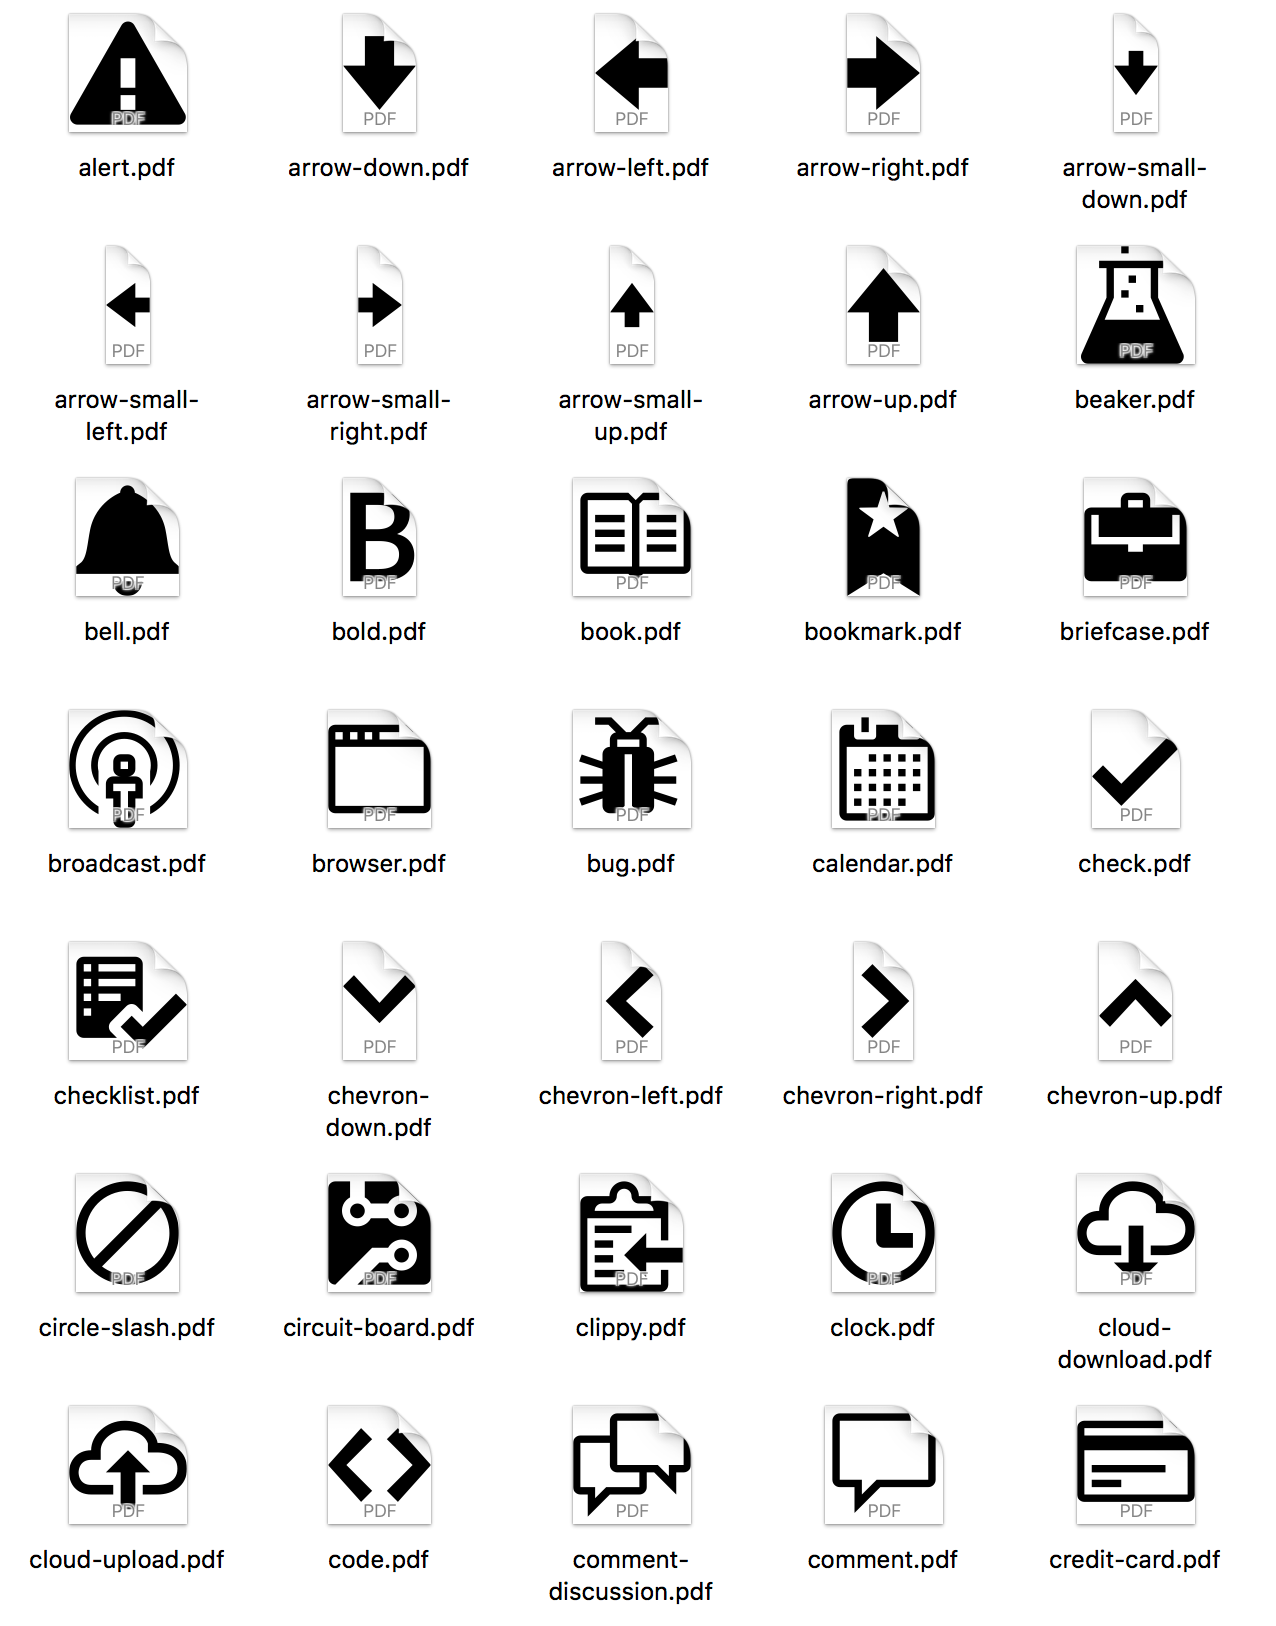 PDF PDF PDF PDF PDF
alert.pdf arrow-down.pdf arrow-left.pdf arrow-right.pdf arrow-small-
down.pdf
PDF PDF PDF PDF PDF
arrow-small- arrow-small- arrow-small- arrow-up.pdf beaker.pdf
left.pdf right.pdf up.pdf
PDF PDF PDF PDF PDF
bell.pdf bold.pdf book.pdf bookmark.pdf briefcase.pdf
PDF PDF PDF PDF PDF
broadcast.pdf browser.pdf bug.pdf calendar.pdf check.pdf
PDF PDF PDF PDF PDF
checklist.pdf chevron- chevron-left.pdf chevron-right.pdf chevron-up.pdf
down.pdf
PDF PDF PDF PDF PDF
circle-slash.pdf circuit-board.pdf clippy.pdf clock.pdf cloud-
download.pdf
PDF PDF PDF PDF PDF
cloud-upload.pdf code.pdf comment- comment.pdf credit-card.pdf
discussion.pdf